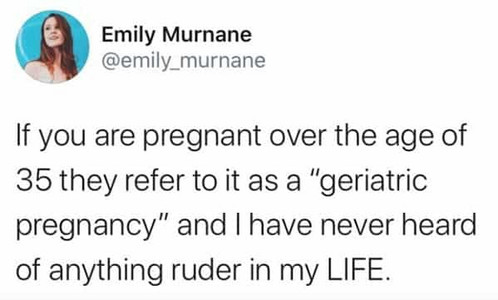 Emily Murnane
@emily_murnane
If you are pregnant over the age of
35 they refer to it as a "geriatric
pregnancy" and I have never heard
of anything ruder in my LIFE.